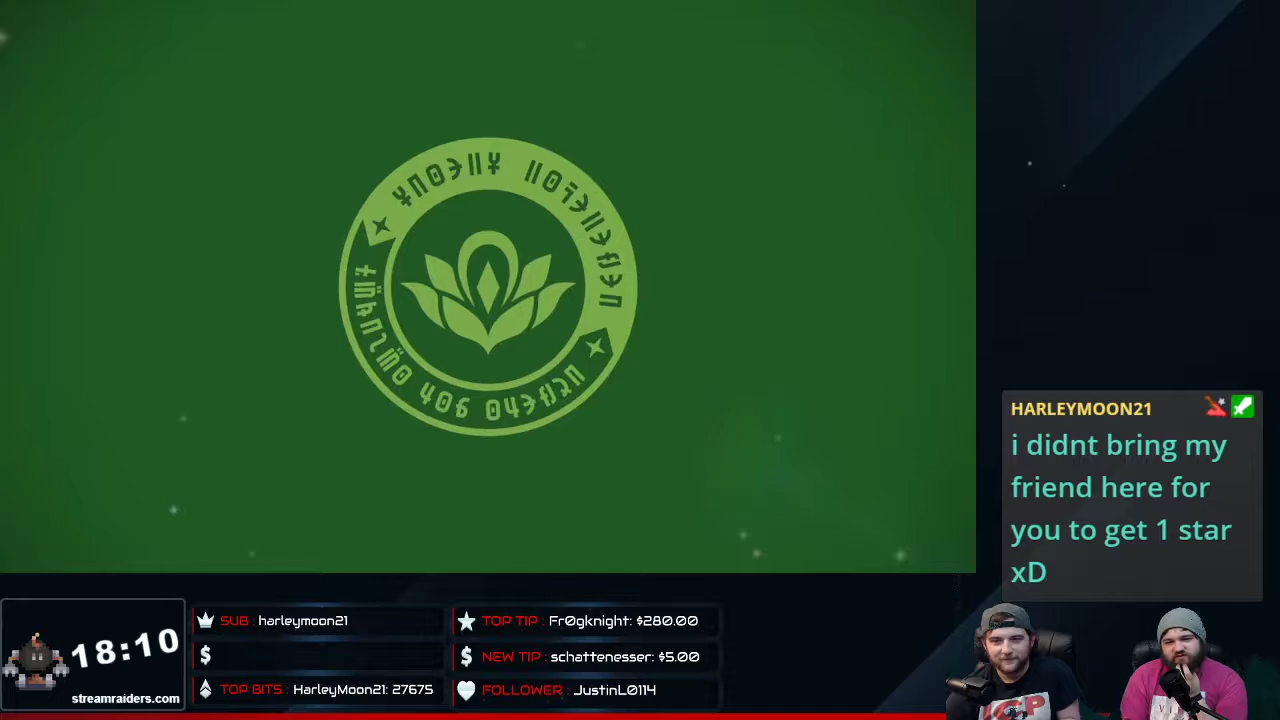 HARLEYMOON21
i didnt bring my
friend here for
you to get 1 star
xD
18:10
streamraiders.com
SUB : harleymoon21
$
TOP BITS : HarleyMoon21: 27675
TOP TIP : Fr0gknight: $280.00
$ NEW TIP : schattenesser: $5.00
FOLLOWER : JustinL0114